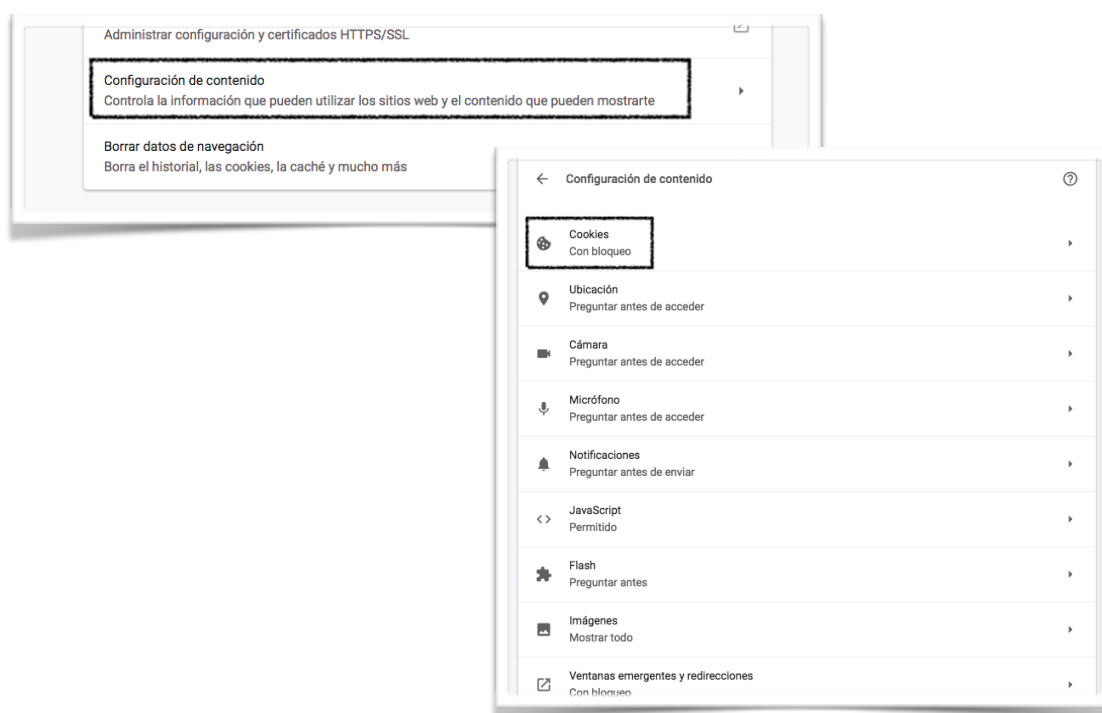 Administrar configuración y certificados HTTPS/SSL
Configuración de contenido
Controla la información que pueden utilizar los sitios web y el contenido que pueden mostrarte
Borrar datos de navegación
Borra el historial, las cookies, la caché y mucho más
Configuración de contenido
Cookies
Con bloqueo
Ubicación
Preguntar antes de acceder
Cámara
Preguntar antes de acceder
Micrófono
Preguntar antes de acceder
Notificaciones
Preguntar antes de enviar
JavaScript
Permitido
Flash
Preguntar antes
Imágenes
Mostrar todo
Ventanas emergentes y redirecciones
Con bloqueo